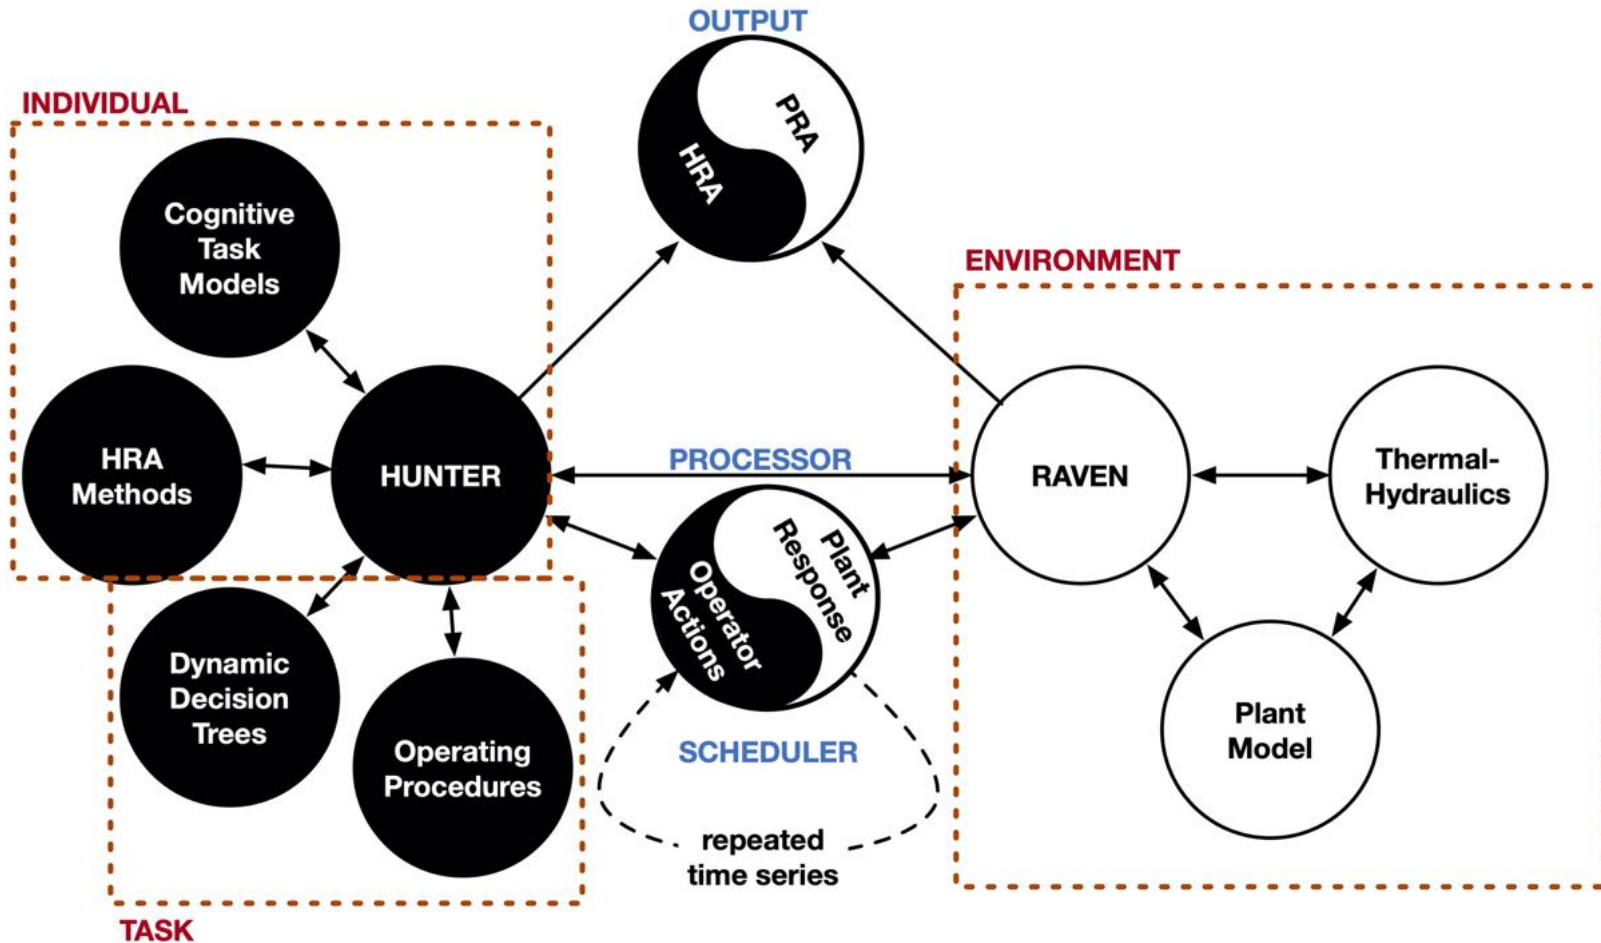 OUTPUT
PRA
HRA
INDIVIDUAL
Cognitive
Task
Models
HRA
Methods
HUNTER
Dynamic
Decision
Trees
Operating
Procedures
TASK
PROCESSOR
Plant
Response
Operator
Actions
SCHEDULER
repeated
time series
ENVIRONMENT
RAVEN
Thermal-
Hydraulics
Plant
Model